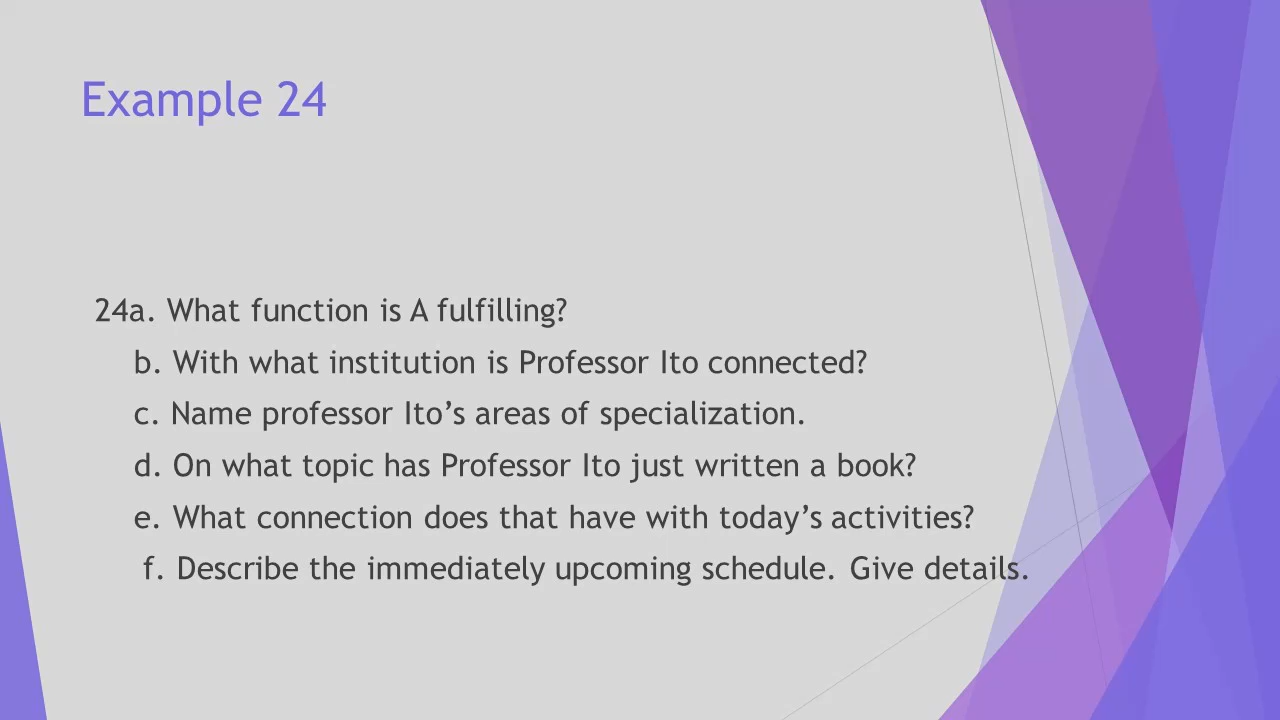 Example 24
24a. What function is A fulfilling?
b. With what institution is Professor Ito connected?
c. Name professor Ito’s areas of specialization.
d. On what topic has Professor Ito just written a book?
e. What connection does that have with today’s activities?
f. Describe the immediately upcoming schedule. Give details.